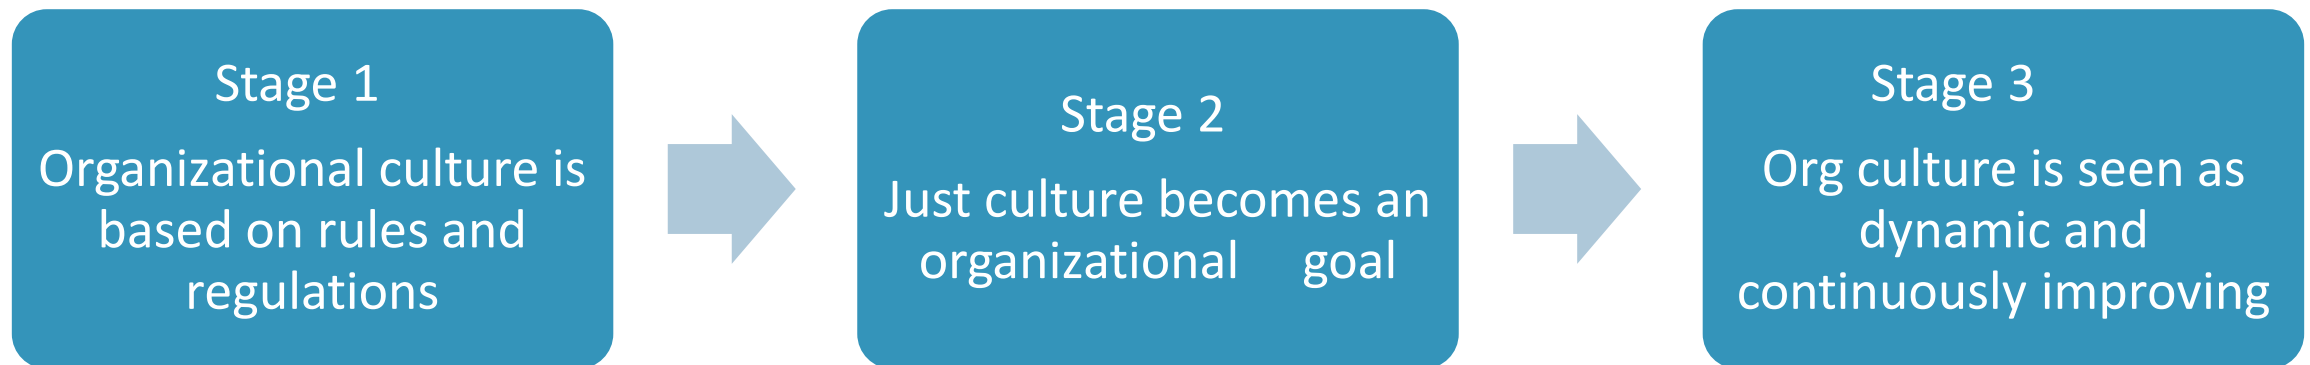 Stage 1
Organizational culture is
based on rules and
regulations
Stage 2
Just culture becomes an
organizational goal
Stage 3
Org culture is seen as
dynamic and
continuously improving